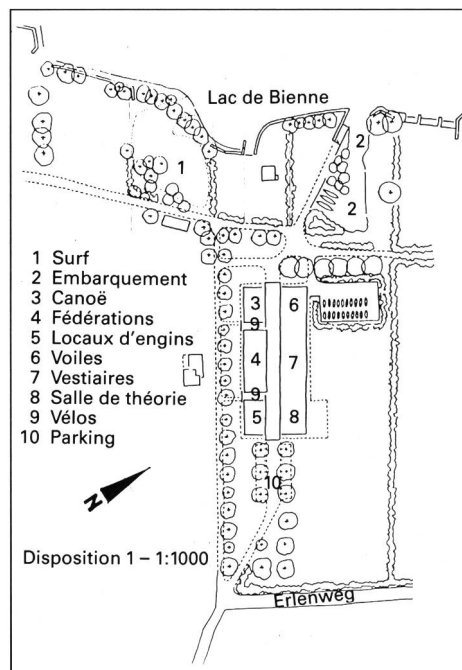 Lac de Bienne
2
1
2
1 Surf
2 Embarquement
3 Canoë
4 Fédérations
5 Locaux d'engins
6 Voiles
7 Vestiaires
8 Salle de théorie
9 Vélos
10 Parking
3
6
9
4
7
9
5
8
10
N
Disposition 1 – 1:1000
Erlenweg